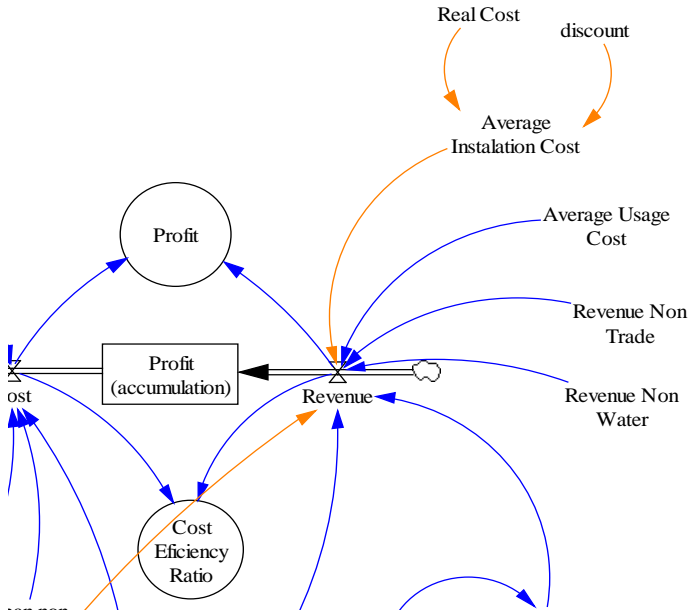 Real Cost
discount
Average
Instalation Cost
Average Usage
Cost
Profit
Revenue Non
Trade
Profit
(accumulation)
Revenue
Revenue Non
Water
Cost
Eficiency
Ratio